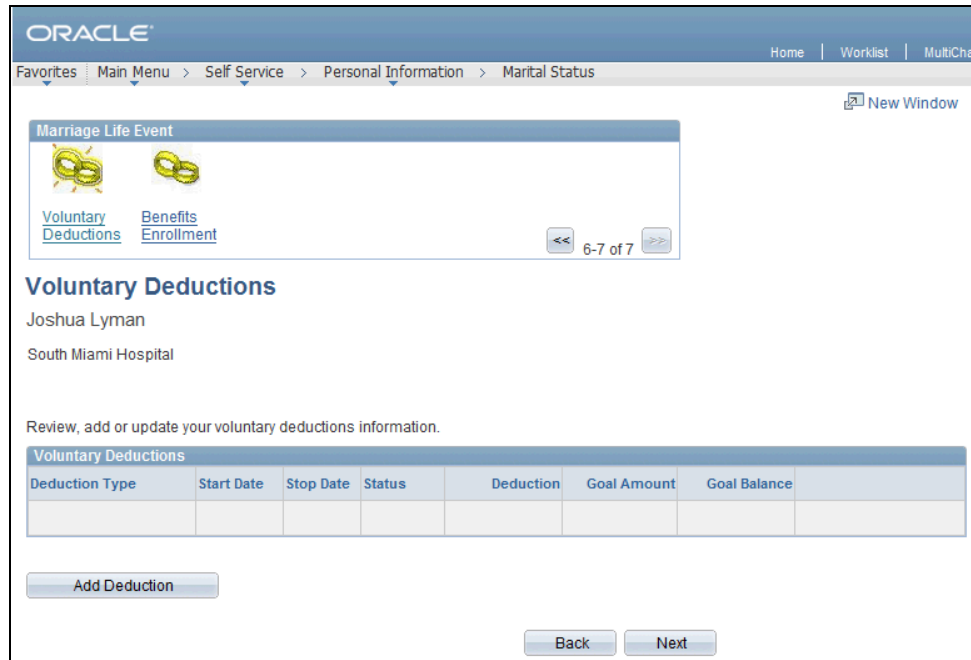 ORACLE
Home | Worklist | MultiCha
Favorites Main Menu > Self Service > Personal Information > Marital Status
New Window
Marriage Life Event
Voluntary Benefits
Deductions Enrollment
<< 6-7 of 7 >>
Voluntary Deductions
Joshua Lyman
South Miami Hospital
Review, add or update your voluntary deductions information.
Voluntary Deductions
Deduction Type Start Date Stop Date Status Deduction Goal Amount Goal Balance
Add Deduction
Back Next